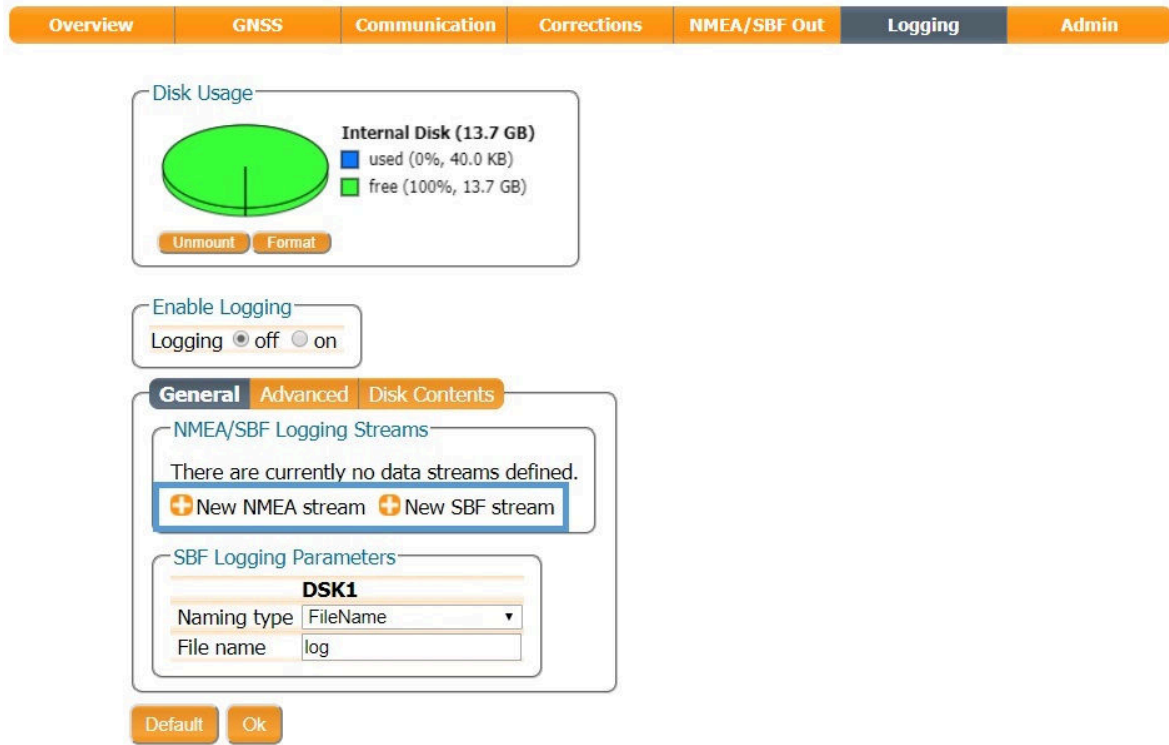 Overview GNSS Communication Corrections NMEA/SBF Out Logging Admin
Disk Usage
Internal Disk (13.7 GB)
used (0%, 40.0 KB)
free (100%, 13.7 GB)
Unmount Format
Enable Logging
Logging off on
General Advanced Disk Contents
NMEA/SBF Logging Streams
There are currently no data streams defined.
New NMEA stream New SBF stream
SBF Logging Parameters
DSK1
Naming type FileName
File name log
Default Ok